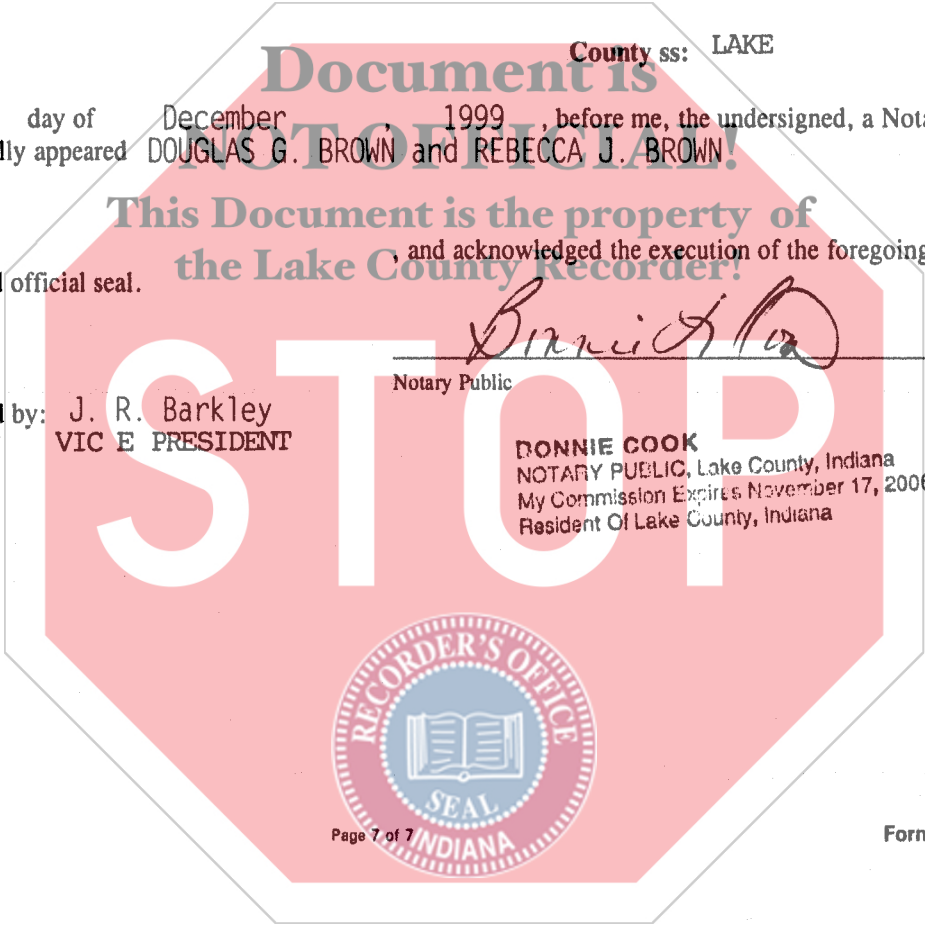 County ss: LAKE
Document is
day of December , 1999 , before me, the undersigned, a Nota
NOT OFFICIAL!
lly appeared DOUGLAS G. BROWN and REBECCA J. BROWN
This Document is the property of
, and acknowledged the execution of the foregoing
the Lake County Recorder!
official seal.
Bonnie Cook
Notary Public
STOP
by: J. R. Barkley
VIC E PRESIDENT
BONNIE COOK
NOTARY PUBLIC, Lake County, Indiana
My Commission Expires November 17, 2006
Resident Of Lake County, Indiana
RECORDER'S OFFICE
SEAL
INDIANA
Page 7 of 7
Form